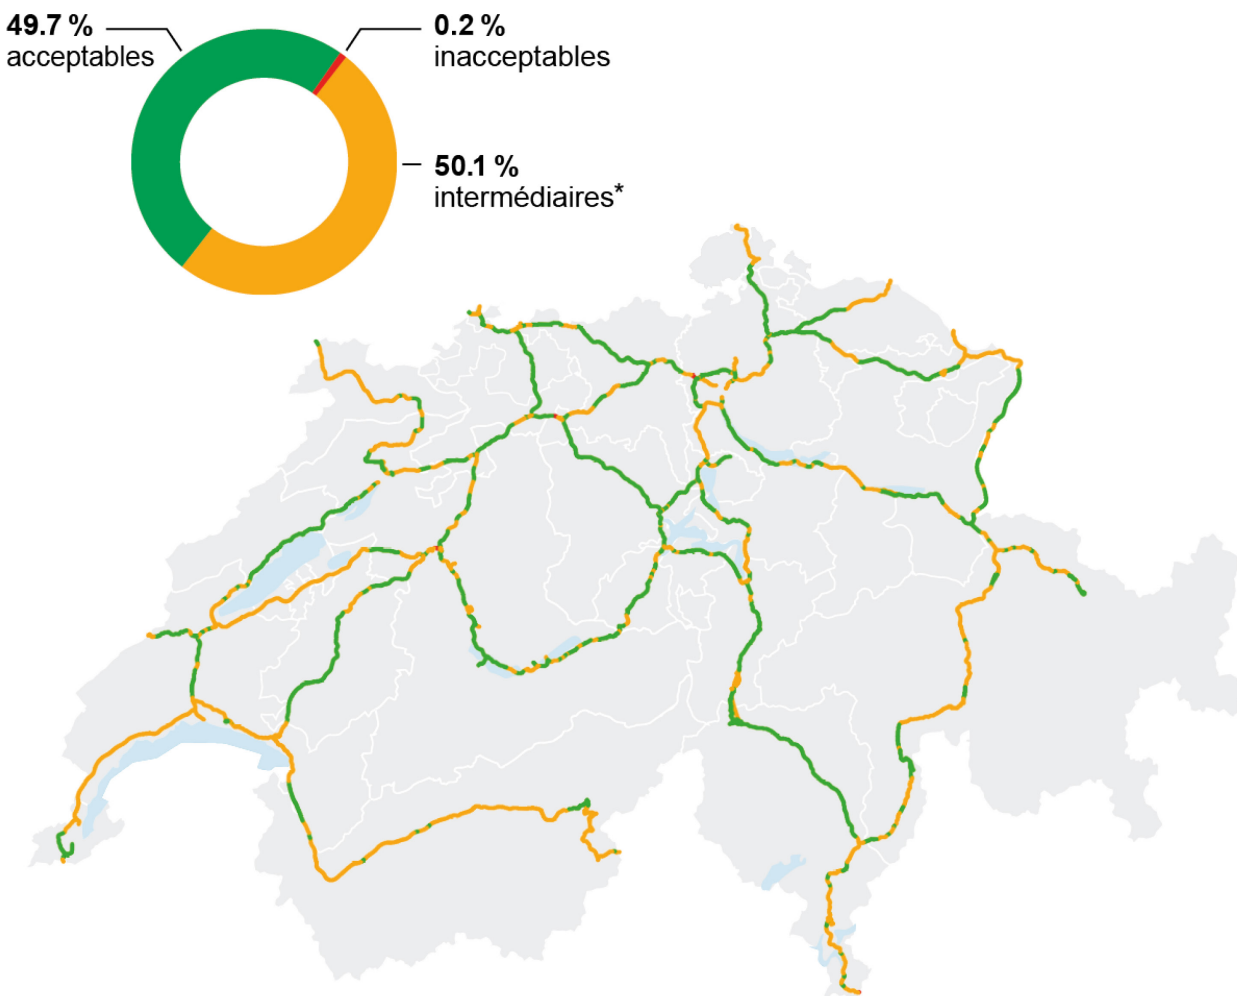 49.7 %
acceptables
0.2 %
inacceptables
50.1 %
intermédiaires*